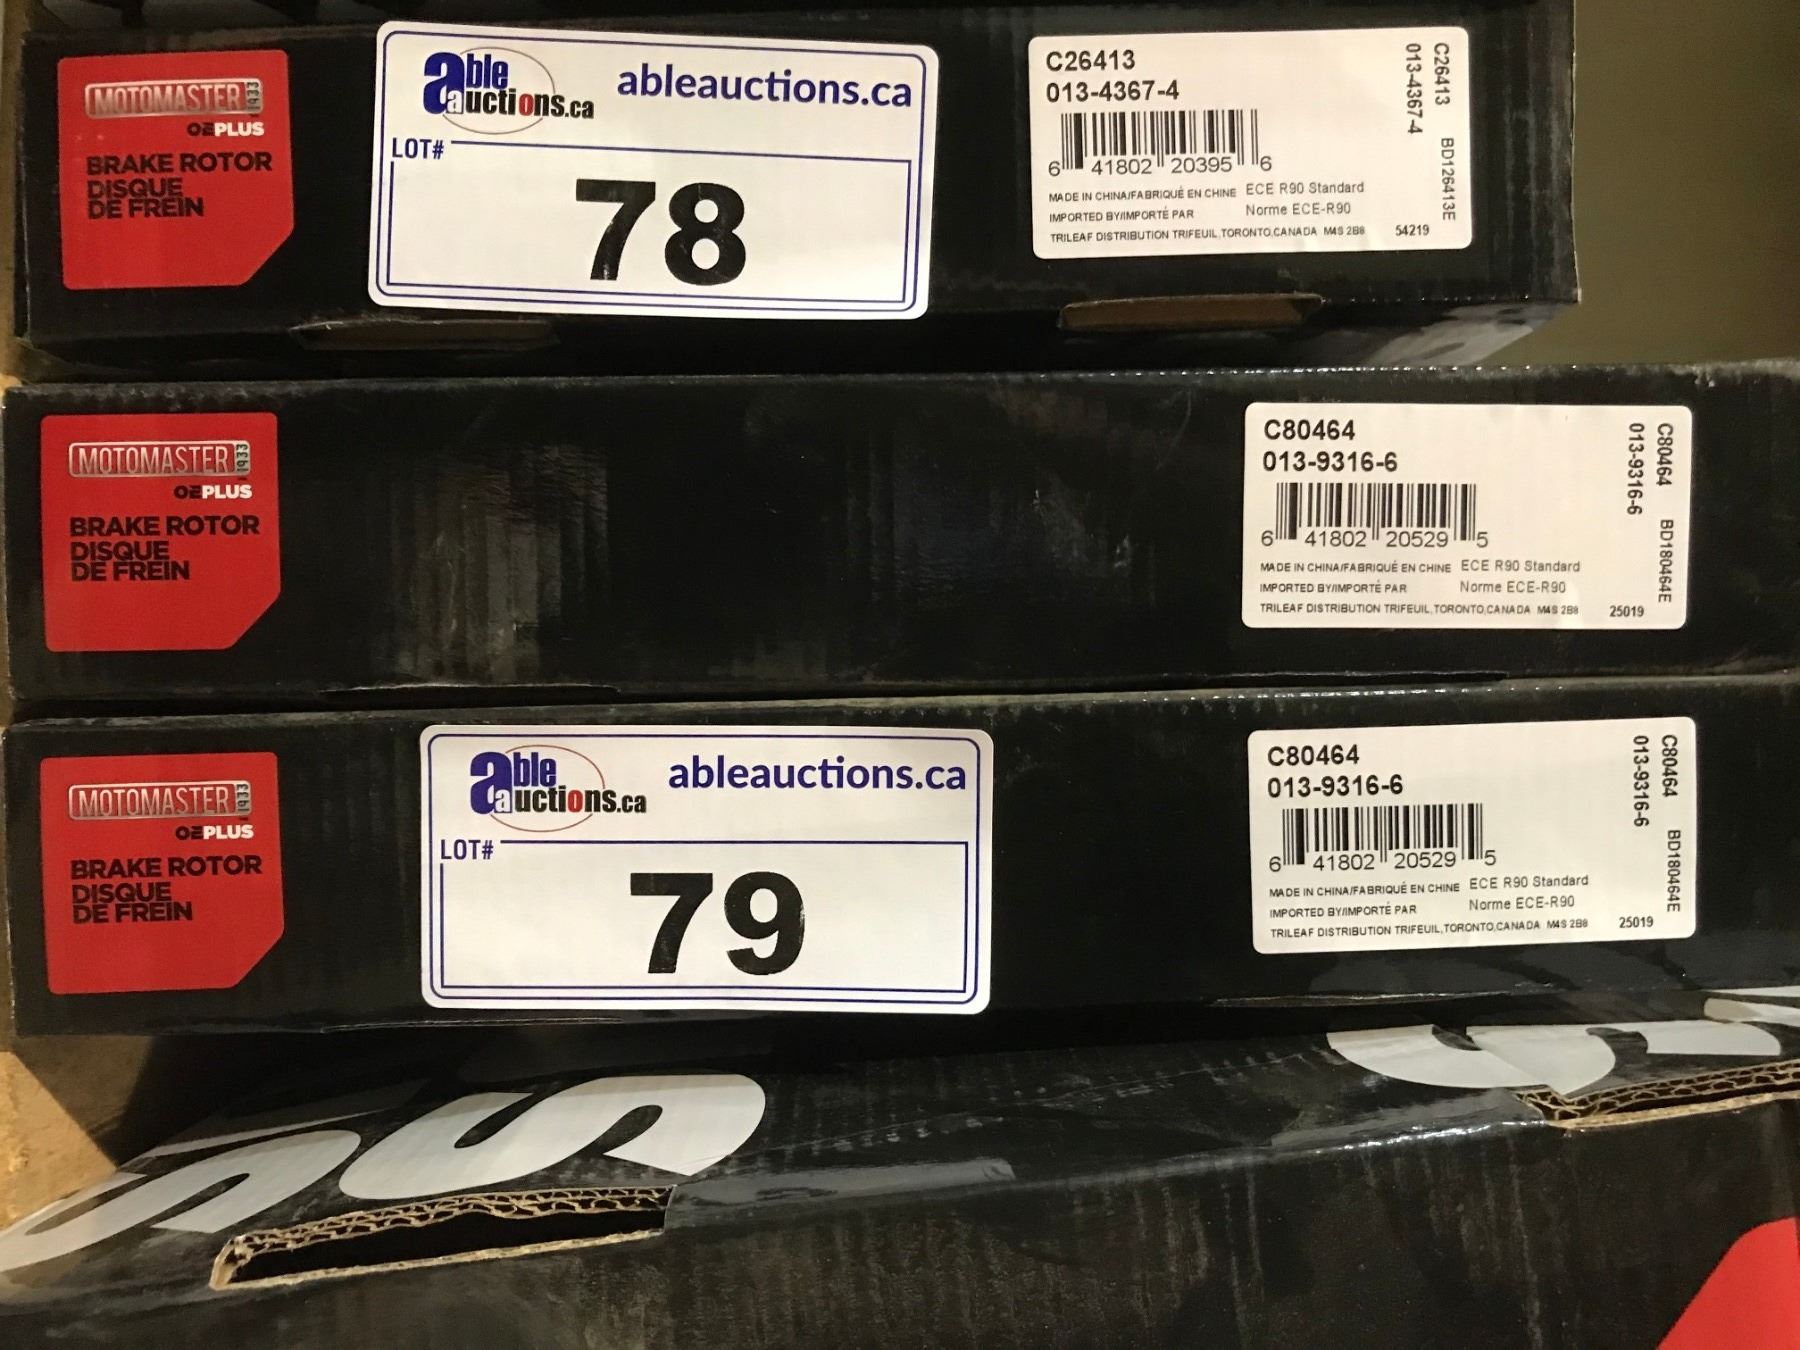 MOTOMASTER 1933
OEPLUS
BRAKE ROTOR
DISQUE
DE FREIN
able
auctions.ca
ableauctions.ca
LOT#
78
C26413
013-4367-4
6 41802 20395 6
MADE IN CHINA/FABRIQUÉ EN CHINE ECE R90 Standard
IMPORTED BY/IMPORTÉ PAR Norme ECE-R90
TRILEAF DISTRIBUTION TRIFEUIL,TORONTO,CANADA M4S 2B8 54219
C26413 BD126413E
013-4367-4
MOTOMASTER 1933
OEPLUS
BRAKE ROTOR
DISQUE
DE FREIN
C80464
013-9316-6
6 41802 20529 5
MADE IN CHINA/FABRIQUÉ EN CHINE ECE R90 Standard
IMPORTED BY/IMPORTÉ PAR Norme ECE-R90
TRILEAF DISTRIBUTION TRIFEUIL,TORONTO,CANADA M4S 2B8 25019
C80464 BD180464E
013-9316-6
MOTOMASTER 1933
OEPLUS
BRAKE ROTOR
DISQUE
DE FREIN
able
auctions.ca
ableauctions.ca
LOT#
79
C80464
013-9316-6
6 41802 20529 5
MADE IN CHINA/FABRIQUÉ EN CHINE ECE R90 Standard
IMPORTED BY/IMPORTÉ PAR Norme ECE-R90
TRILEAF DISTRIBUTION TRIFEUIL,TORONTO,CANADA M4S 2B8 25019
C80464 BD180464E
013-9316-6